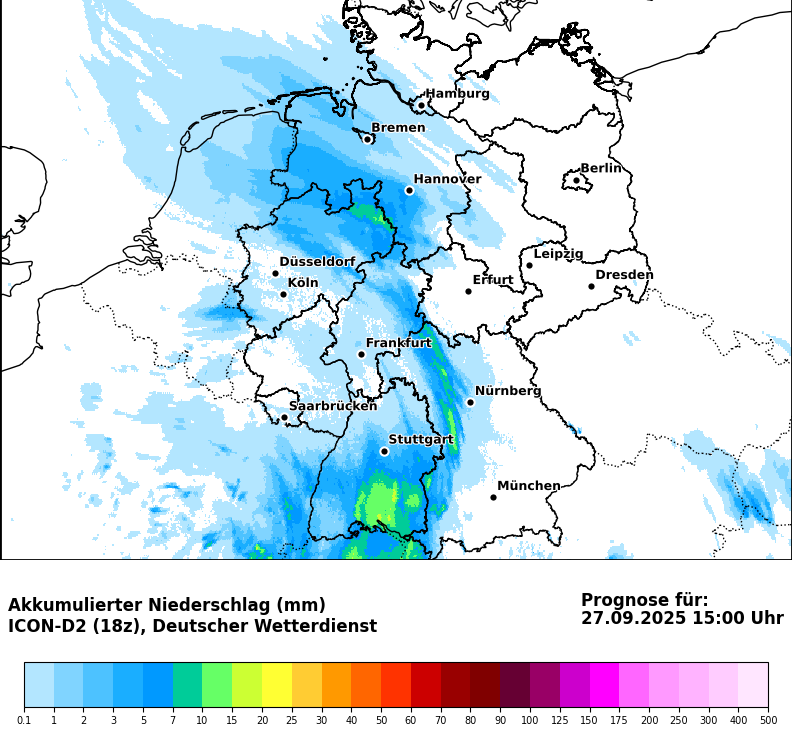 Hamburg
Bremen
Berlin
Hannover
Leipzig
Düsseldorf
Dresden
Köln
Erfurt
Frankfurt
Nürnberg
Saarbrücken
Stuttgart
München
Akkumulierter Niederschlag (mm)
ICON-D2 (18z), Deutscher Wetterdienst
Prognose für:
27.09.2025 15:00 Uhr
0.1 1 2 3 5 7 10 15 20 25 30 40 50 60 70 80 90 100 125 150 175 200 250 300 400 500